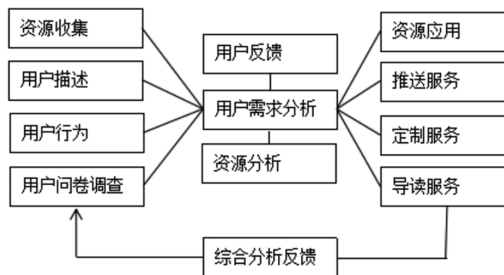 资源收集
用户描述
用户行为
用户问卷调查
用户反馈
用户需求分析
资源分析
资源应用
推送服务
定制服务
导读服务
综合分析反馈